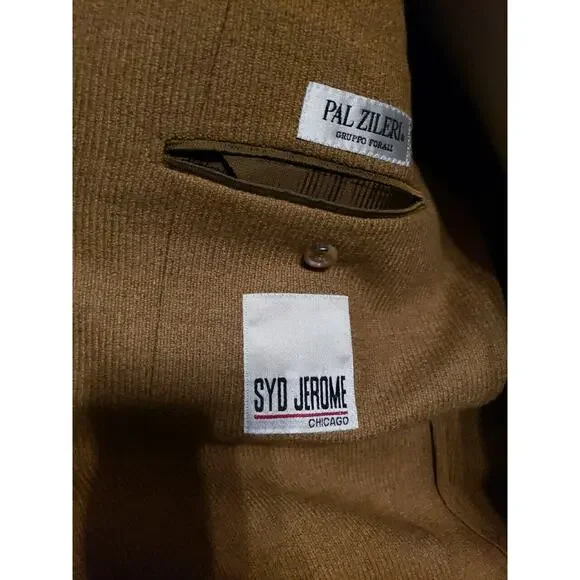 PAL ZILERI®
GRUPPO FORALL
SYD JEROME
CHICAGO